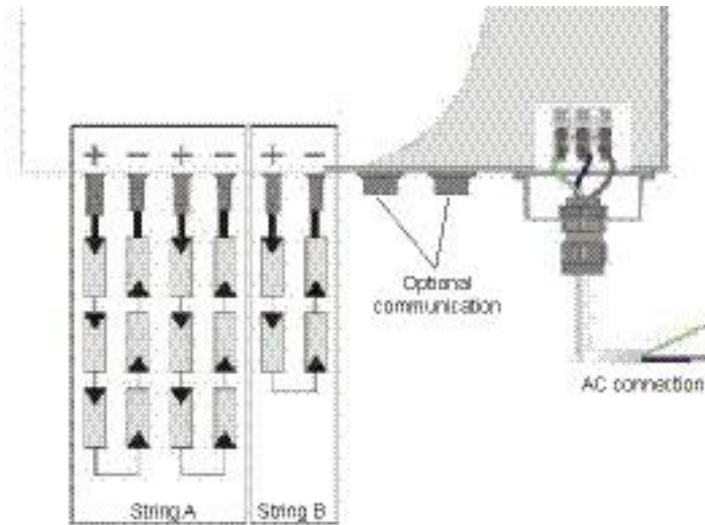 + − + − + −
Optional
communication
AC connection
String A
String B